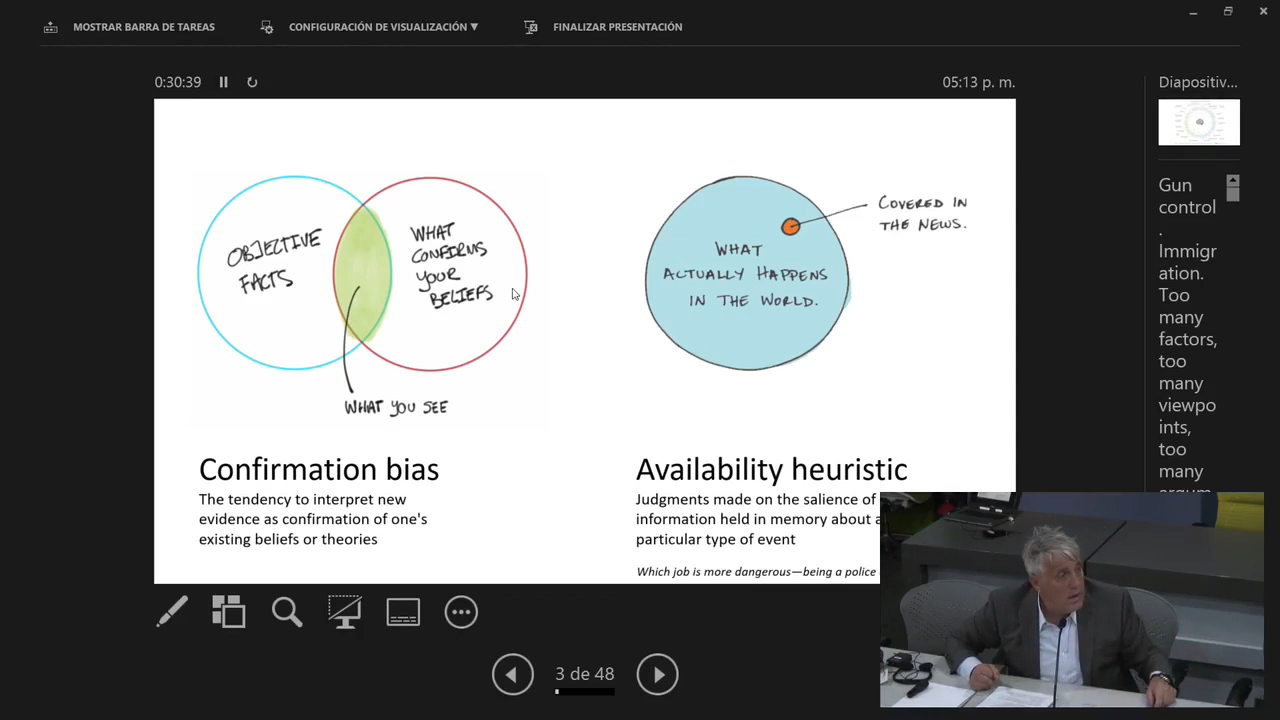 MOSTRAR BARRA DE TAREAS
CONFIGURACIÓN DE VISUALIZACIÓN ▼
FINALIZAR PRESENTACIÓN
0:30:39
05:13 p. m.
OBJECTIVE
FACTS
WHAT
CONFIRMS
YOUR
BELIEFS
WHAT YOU SEE
Confirmation bias
The tendency to interpret new
evidence as confirmation of one's
existing beliefs or theories
WHAT
ACTUALLY HAPPENS
IN THE WORLD.
COVERED IN
THE NEWS.
Availability heuristic
Judgments made on the salience of
information held in memory about a
particular type of event
Which job is more dangerous—being a police
3 de 48
Diapositiv...
Gun
control
.
Immigr
ation.
Too
many
factors,
too
many
viewpo
ints,
too
many